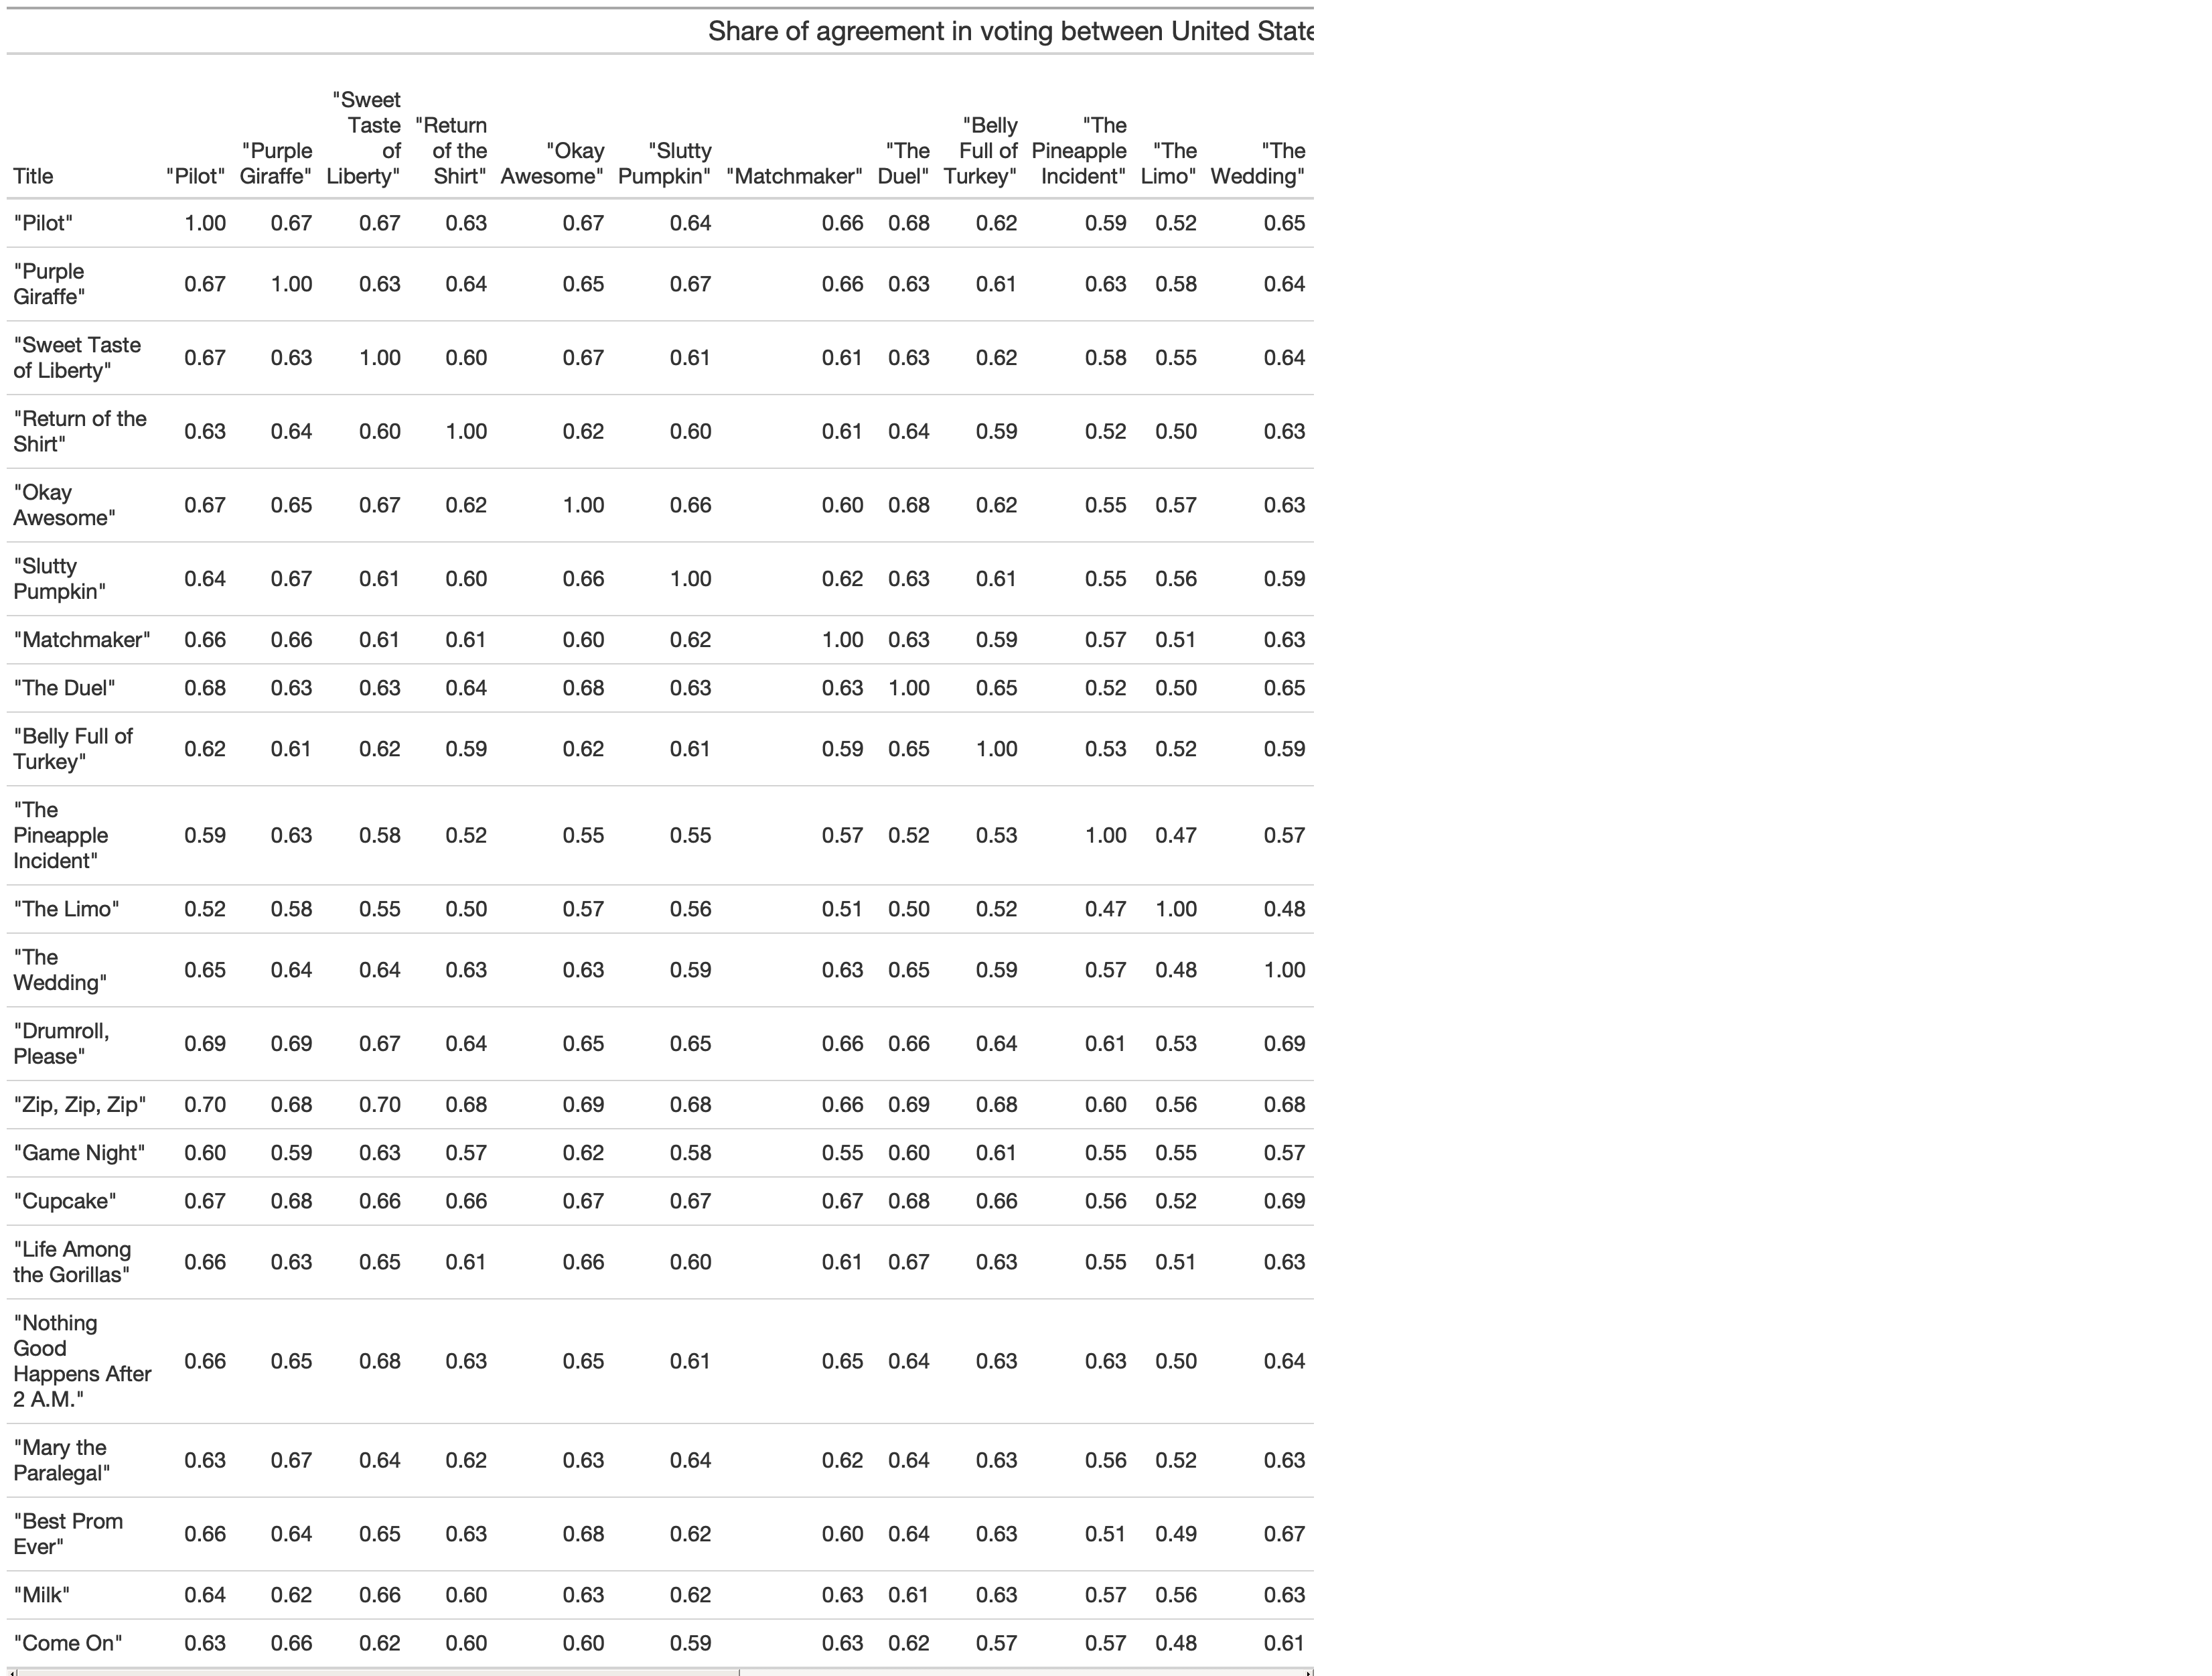 Share of agreement in voting between United State
Title "Pilot" "Purple Giraffe" "Sweet Taste of Liberty" "Return of the Shirt" "Okay Awesome" "Slutty Pumpkin" "Matchmaker" "The Duel" "Belly Full of Turkey" "The Pineapple Incident" "The Limo" "The Wedding"
"Pilot" 1.00 0.67 0.67 0.63 0.67 0.64 0.66 0.68 0.62 0.59 0.52 0.65
"Purple Giraffe" 0.67 1.00 0.63 0.64 0.65 0.67 0.66 0.63 0.61 0.63 0.58 0.64
"Sweet Taste of Liberty" 0.67 0.63 1.00 0.60 0.67 0.61 0.61 0.63 0.62 0.58 0.55 0.64
"Return of the Shirt" 0.63 0.64 0.60 1.00 0.62 0.60 0.61 0.64 0.59 0.52 0.50 0.63
"Okay Awesome" 0.67 0.65 0.67 0.62 1.00 0.66 0.60 0.68 0.62 0.55 0.57 0.63
"Slutty Pumpkin" 0.64 0.67 0.61 0.60 0.66 1.00 0.62 0.63 0.61 0.55 0.56 0.59
"Matchmaker" 0.66 0.66 0.61 0.61 0.60 0.62 1.00 0.63 0.59 0.57 0.51 0.63
"The Duel" 0.68 0.63 0.63 0.64 0.68 0.63 0.63 1.00 0.65 0.52 0.50 0.65
"Belly Full of Turkey" 0.62 0.61 0.62 0.59 0.62 0.61 0.59 0.65 1.00 0.53 0.52 0.59
"The Pineapple Incident" 0.59 0.63 0.58 0.52 0.55 0.55 0.57 0.52 0.53 1.00 0.47 0.57
"The Limo" 0.52 0.58 0.55 0.50 0.57 0.56 0.51 0.50 0.52 0.47 1.00 0.48
"The Wedding" 0.65 0.64 0.64 0.63 0.63 0.59 0.63 0.65 0.59 0.57 0.48 1.00
"Drumroll, Please" 0.69 0.69 0.67 0.64 0.65 0.65 0.66 0.66 0.64 0.61 0.53 0.69
"Zip, Zip, Zip" 0.70 0.68 0.70 0.68 0.69 0.68 0.66 0.69 0.68 0.60 0.56 0.68
"Game Night" 0.60 0.59 0.63 0.57 0.62 0.58 0.55 0.60 0.61 0.55 0.55 0.57
"Cupcake" 0.67 0.68 0.66 0.66 0.67 0.67 0.67 0.68 0.66 0.56 0.52 0.69
"Life Among the Gorillas" 0.66 0.63 0.65 0.61 0.66 0.60 0.61 0.67 0.63 0.55 0.51 0.63
"Nothing Good Happens After 2 A.M." 0.66 0.65 0.68 0.63 0.65 0.61 0.65 0.64 0.63 0.63 0.50 0.64
"Mary the Paralegal" 0.63 0.67 0.64 0.62 0.63 0.64 0.62 0.64 0.63 0.56 0.52 0.63
"Best Prom Ever" 0.66 0.64 0.65 0.63 0.68 0.62 0.60 0.64 0.63 0.51 0.49 0.67
"Milk" 0.64 0.62 0.66 0.60 0.63 0.62 0.63 0.61 0.63 0.57 0.56 0.63
"Come On" 0.63 0.66 0.62 0.60 0.60 0.59 0.63 0.62 0.57 0.57 0.48 0.61